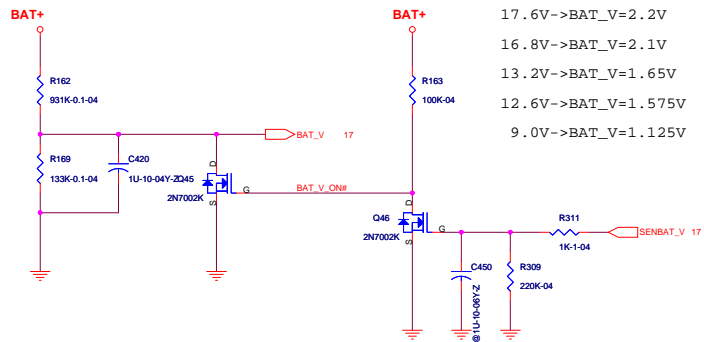 BAT+
BAT+
17.6V->BAT_V=2.2V
16.8V->BAT_V=2.1V
13.2V->BAT_V=1.65V
12.6V->BAT_V=1.575V
9.0V->BAT_V=1.125V
R162
931K-0.1-04
R163
100K-04
BAT_V 17
R169
133K-0.1-04
C420
1U-10-04Y-Z
Q45
2N7002K
D
G
S
BAT_V_ON#
Q46
2N7002K
D
G
S
R311
1K-1-04
SENBAT_V 17
C450
@1U-10-06Y-Z
R309
220K-04